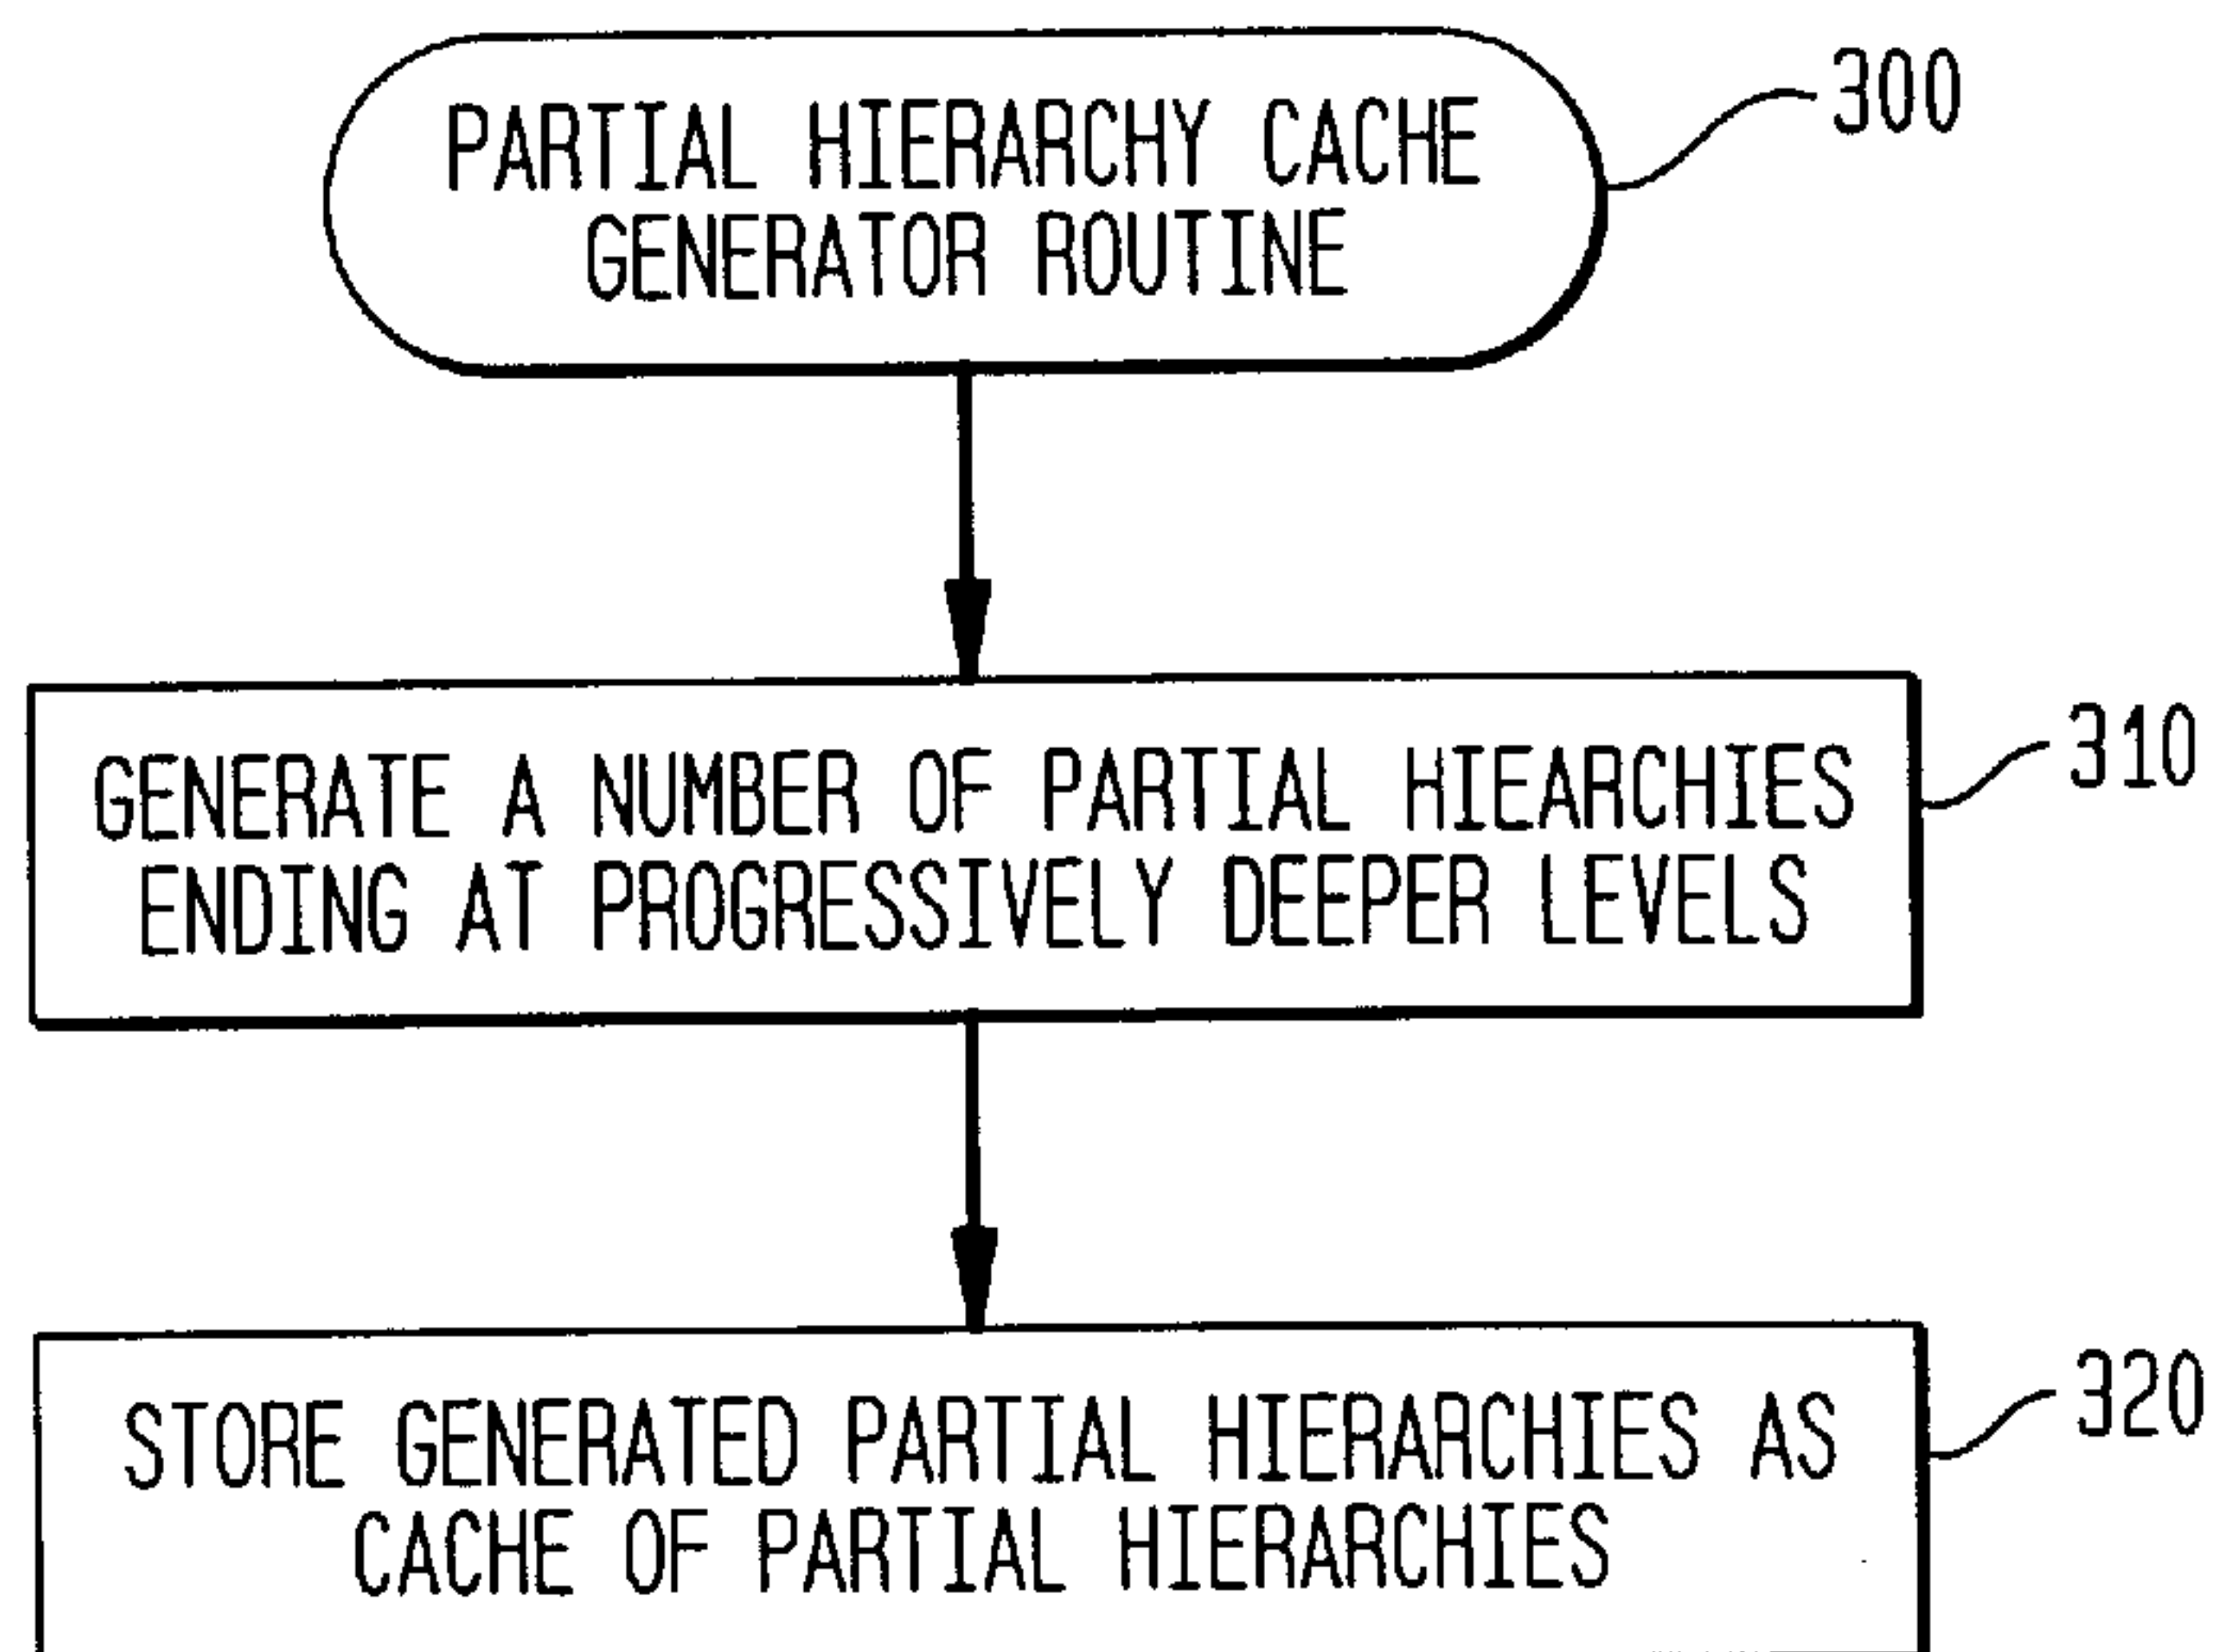 PARTIAL HIERARCHY CACHE
GENERATOR ROUTINE
300
GENERATE A NUMBER OF PARTIAL HIEARCHIES
ENDING AT PROGRESSIVELY DEEPER LEVELS
310
STORE GENERATED PARTIAL HIERARCHIES AS
CACHE OF PARTIAL HIERARCHIES
320